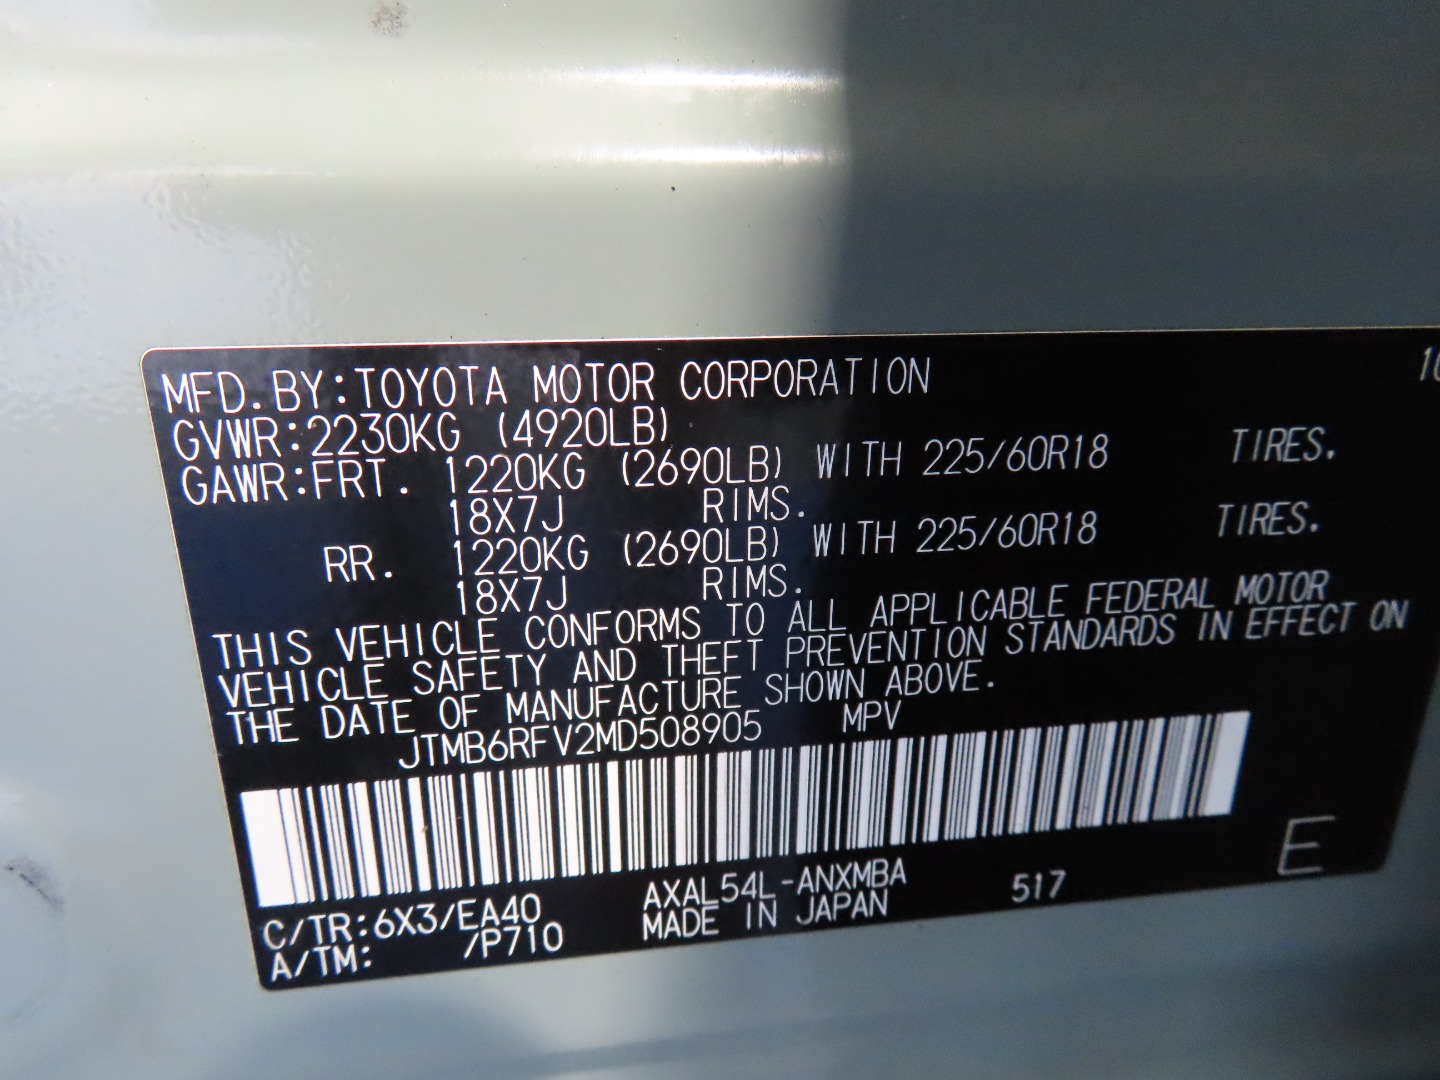 10
MFD. BY:TOYOTA MOTOR CORPORATION
GVWR:2230KG (4920LB)
GAWR:FRT. 1220KG (2690LB) WITH 225/60R18 TIRES.
18X7J RIMS.
RR. 1220KG (2690LB) WITH 225/60R18 TIRES.
18X7J RIMS.
THIS VEHICLE CONFORMS TO ALL APPLICABLE FEDERAL MOTOR
VEHICLE SAFETY AND THEFT PREVENTION STANDARDS IN EFFECT ON
THE DATE OF MANUFACTURE SHOWN ABOVE.
JTMB6RFV2MD508905 MPV
E
C/TR:6X3/EA40 AXAL54L-ANXMBA 517
A/TM: /P710 MADE IN JAPAN